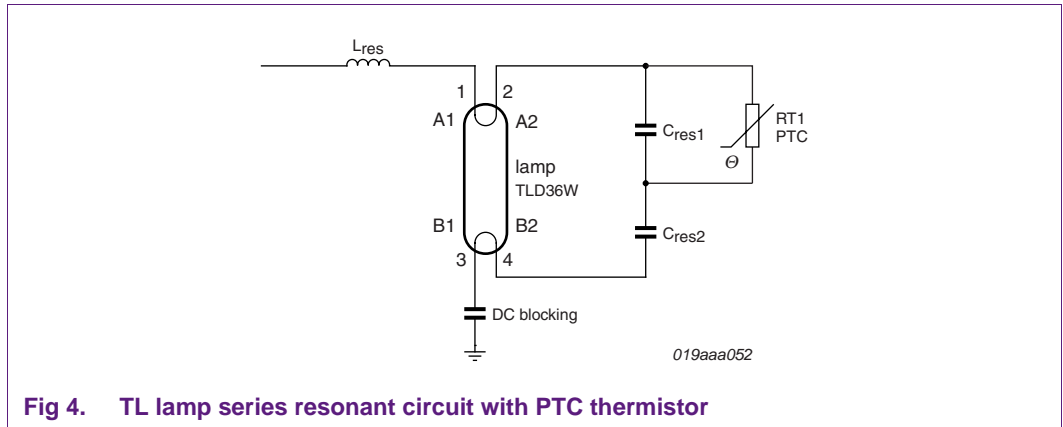 Lres
1 2
A1 A2
Cres1
RT1
PTC
Θ
lamp
TLD36W
B1 B2
Cres2
3 4
DC blocking
019aaa052
Fig 4. TL lamp series resonant circuit with PTC thermistor